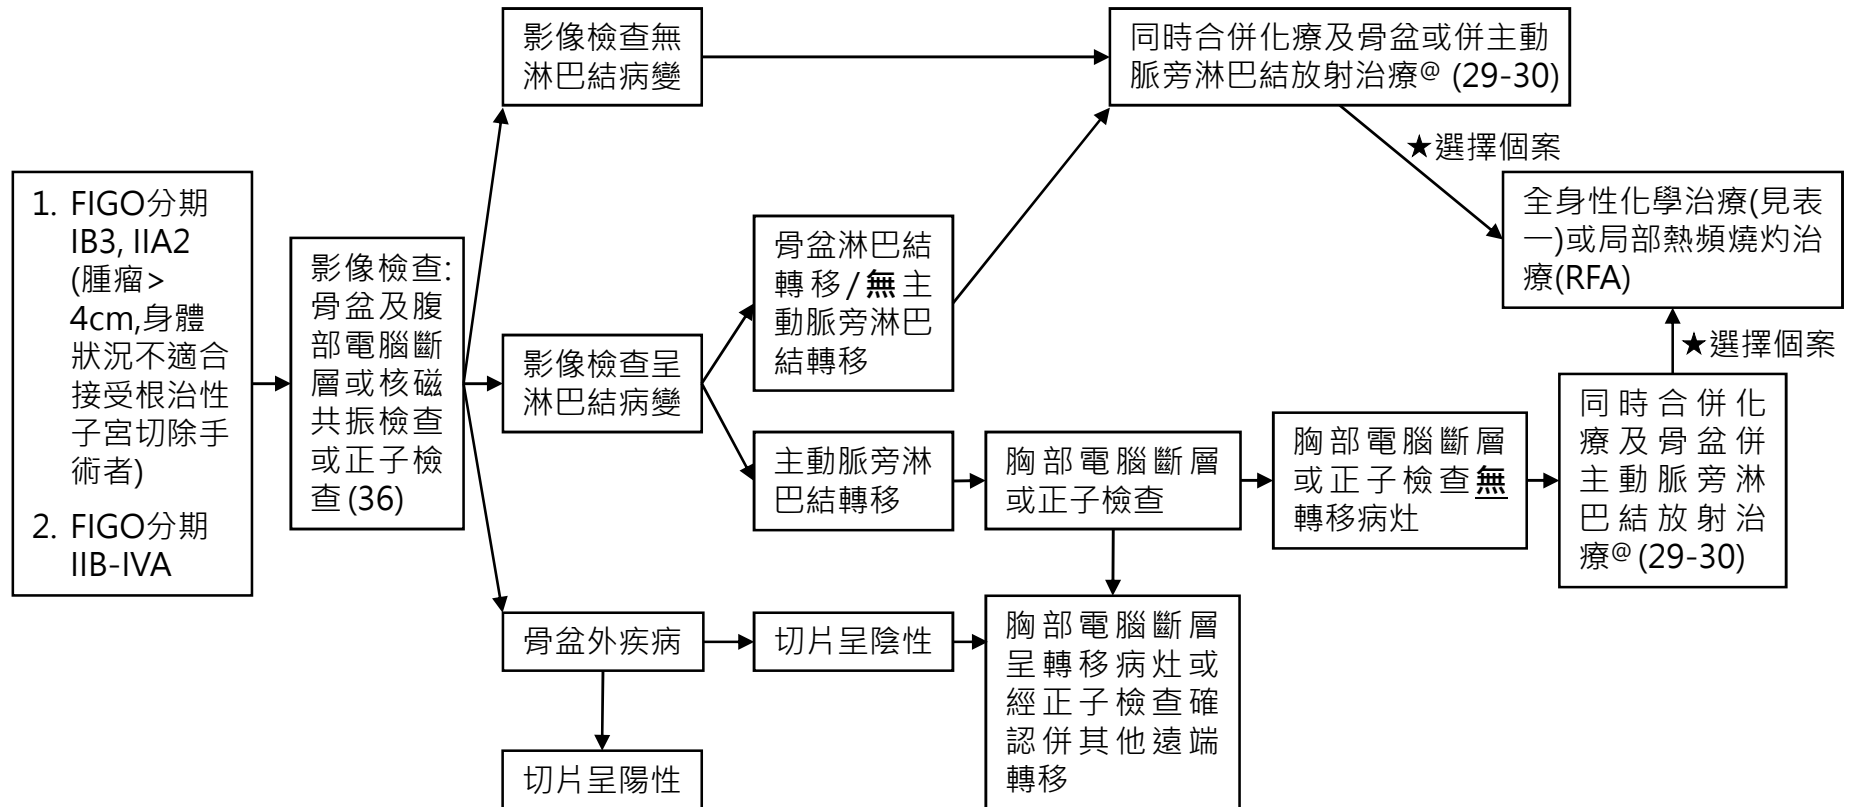 1. FIGO分期
IB3, IIA2
(腫瘤>
4cm,身體
狀況不適合
接受根治性
子宮切除手
術者)
2. FIGO分期
IIB-IVA
影像檢查:
骨盆及腹
部電腦斷
層或核磁
共振檢查
或正子檢
查(36)
影像檢查無
淋巴結病變
影像檢查呈
淋巴結病變
骨盆外疾病
切片呈陽性
骨盆淋巴結
轉移/無主
動脈旁淋巴
結轉移
主動脈旁淋
巴結轉移
切片呈陰性
同時合併化療及骨盆或併主動
脈旁淋巴結放射治療@ (29-30)
胸部電腦斷層
或正子檢查
胸部電腦斷層
呈轉移病灶或
經正子檢查確
認併其他遠端
轉移
胸部電腦斷層
或正子檢查無
轉移病灶
★選擇個案
全身性化學治療(見表
一)或局部熱頻燒灼治
療(RFA)
★選擇個案
同時合併化
療及骨盆併
主動脈旁淋
巴結放射治
療@ (29-30)